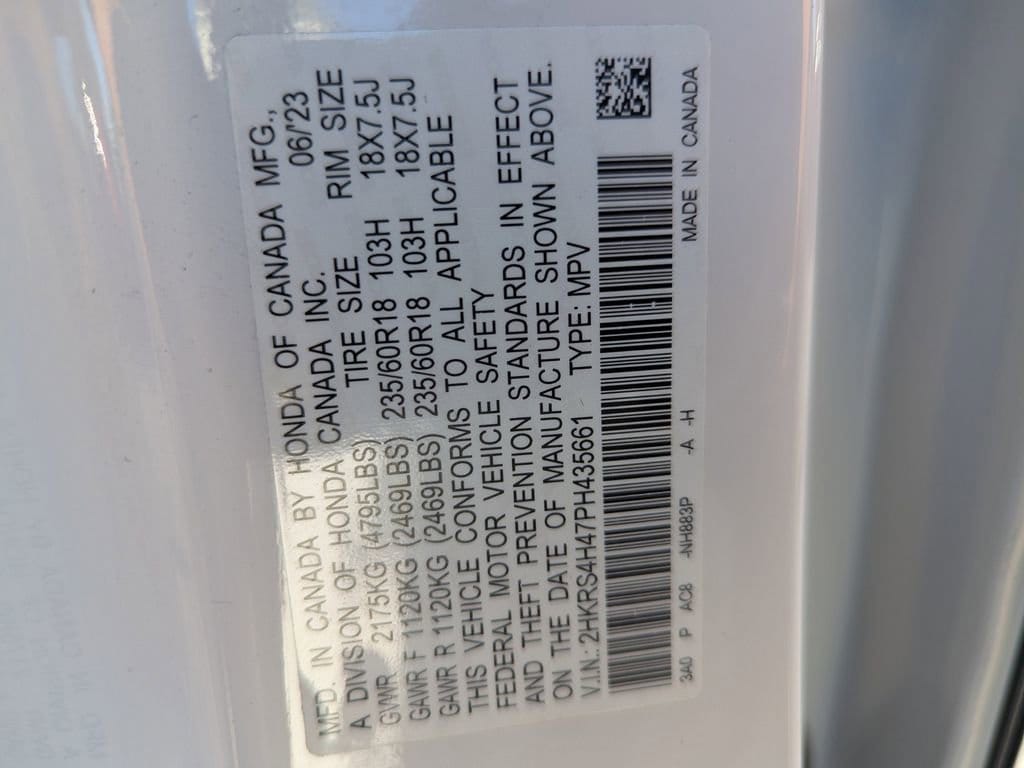 MFD. IN CANADA BY HONDA OF CANADA MFG.,
A DIVISION OF HONDA CANADA INC. 06/'23
TIRE SIZE RIM SIZE
GVWR 2175KG (4795LBS)
GAWR F 1120KG (2469LBS) 235/60R18 103H 18X7.5J
GAWR R 1120KG (2469LBS) 235/60R18 103H 18X7.5J
THIS VEHICLE CONFORMS TO ALL APPLICABLE
FEDERAL MOTOR VEHICLE SAFETY
AND THEFT PREVENTION STANDARDS IN EFFECT
ON THE DATE OF MANUFACTURE SHOWN ABOVE.
V.I.N.: 2HKRS4H47PH435661 TYPE: MPV
3A0 P AC8 -NH883P -A -H MADE IN CANADA